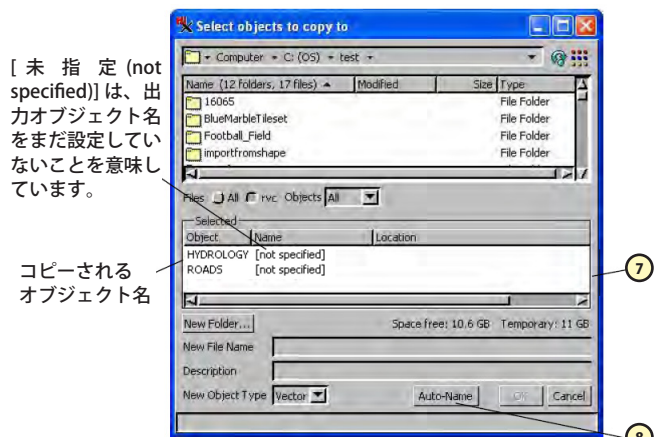 Select objects to copy to
Computer C: (OS) test
Name (12 folders, 17 files) Modified Size Type
16065 File Folder
BlueMarbleTileset File Folder
Football_Field File Folder
importfromshape File Folder
Files All rvc Objects All
Selected
Object Name Location
HYDROLOGY [not specified]
ROADS [not specified]
New Folder... Space free: 10.6 GB Temporary: 11 GB
New File Name
Description
New Object Type Vector Auto-Name OK Cancel
[ 未 指 定 (not
specified)] は、出
力オブジェクト名
をまだ設定してい
ないことを意味し
ています。
コピーされる
オブジェクト名
7
8